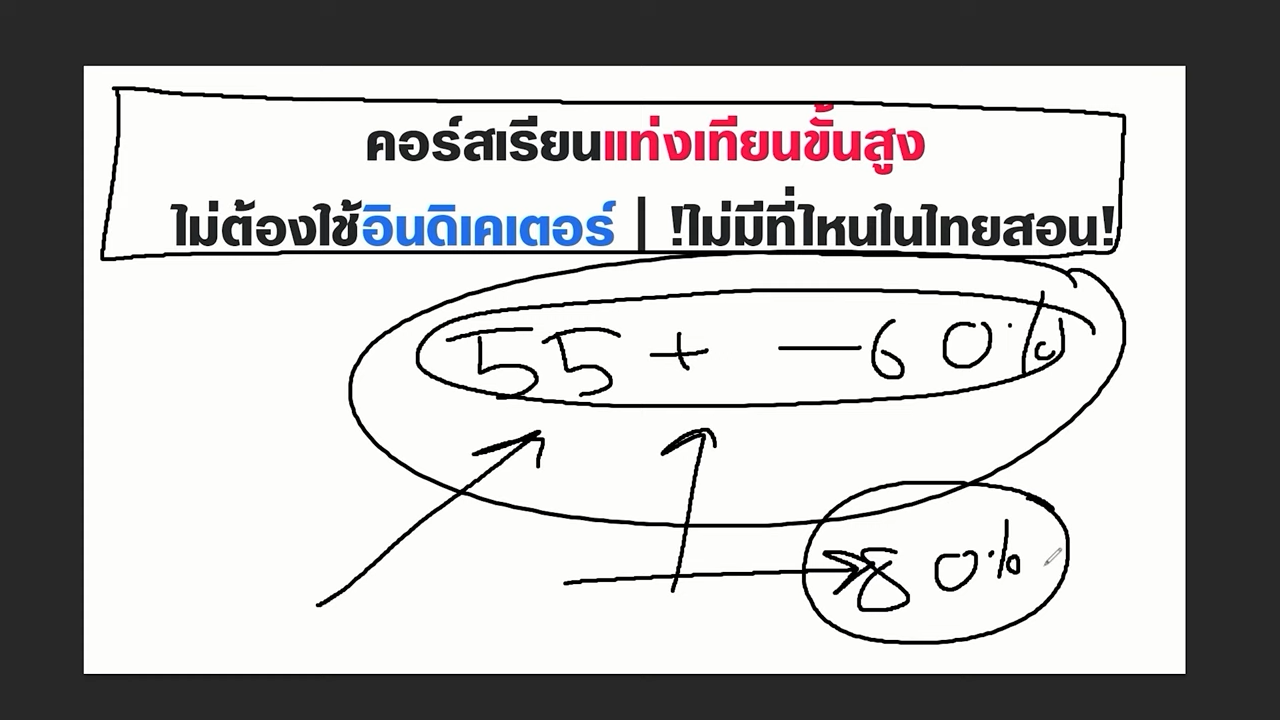 คอร์สเรียนแท่งเทียนขั้นสูง
ไม่ต้องใช้อินดิเคเตอร์ | !ไม่มีที่ไหนในไทยสอน!
55 + — 60%
80%